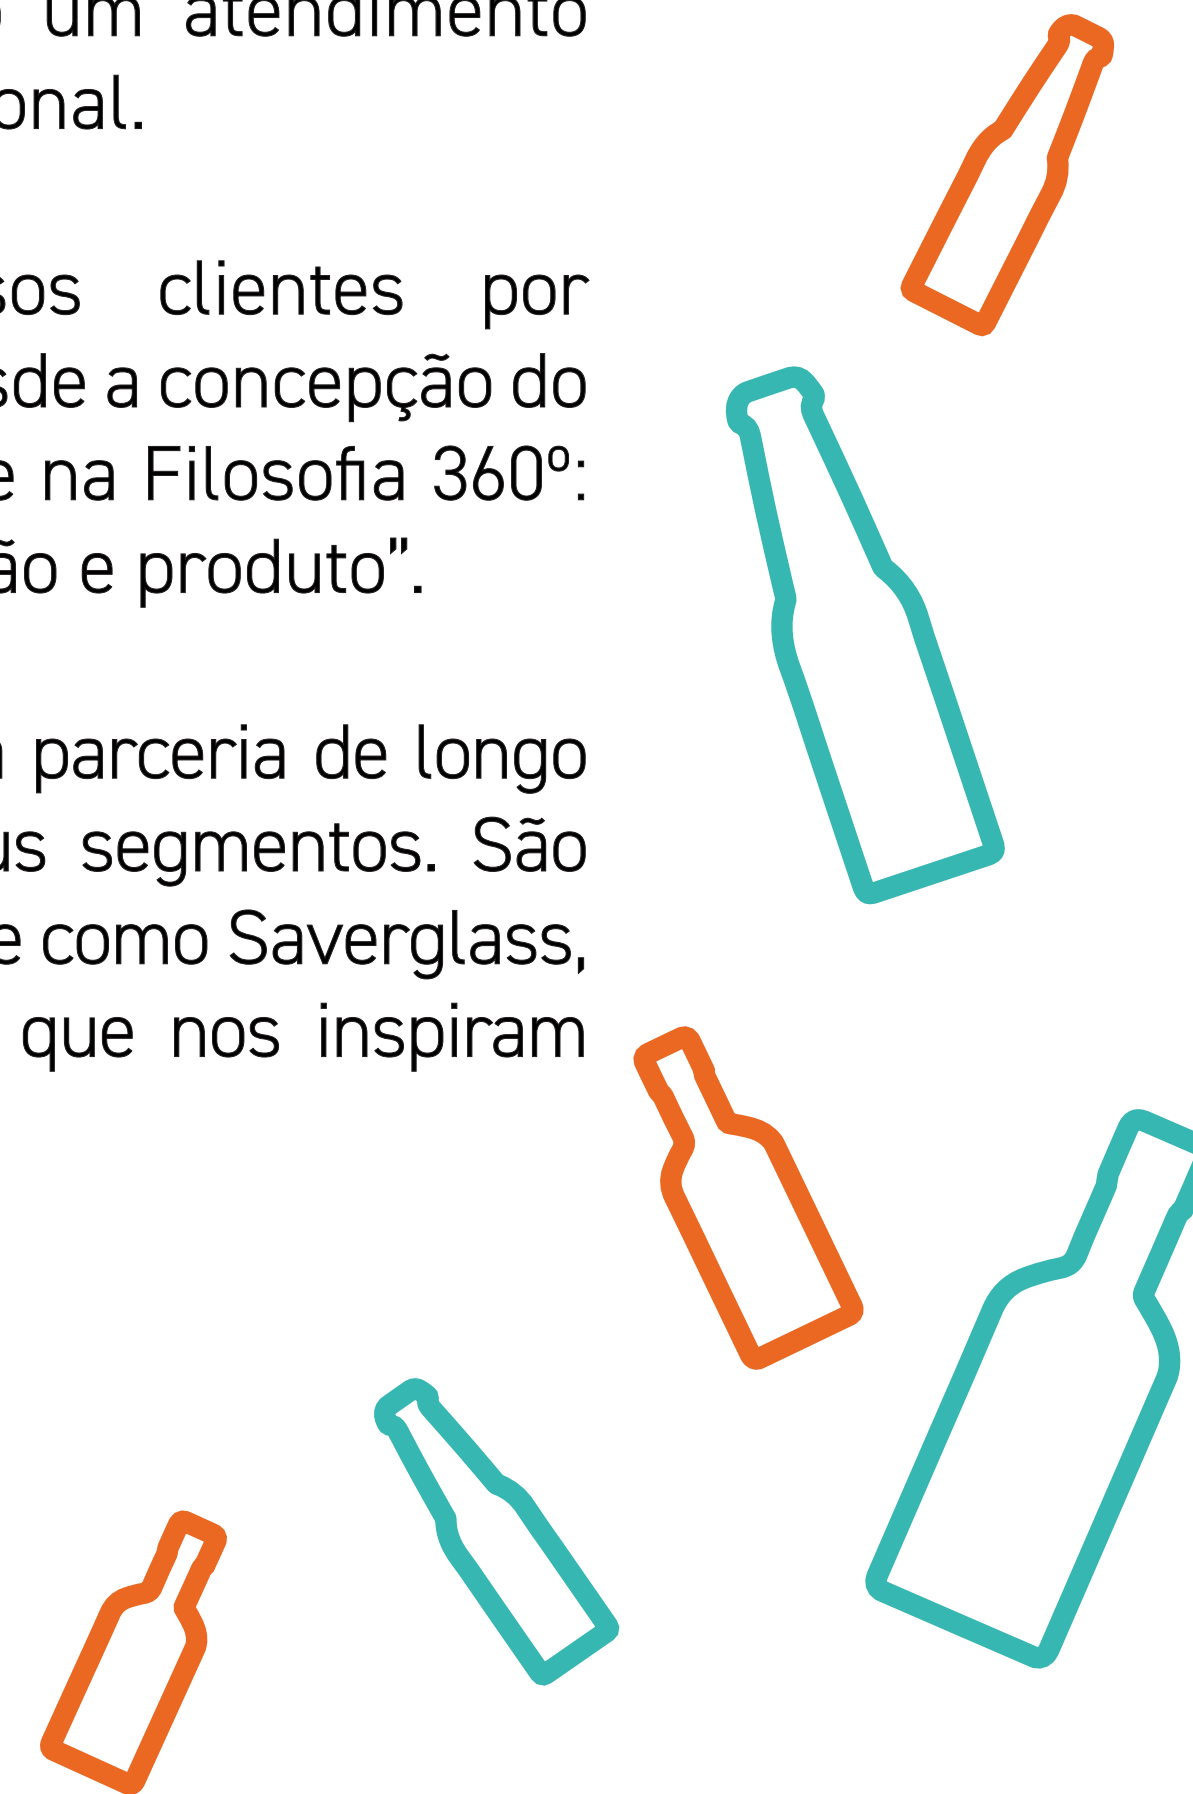 um atendimento
onal.
sos clientes por
sde a concepção do
e na Filosofia 360º:
ão e produto”.
parceria de longo
us segmentos. São
e como Saverglass,
que nos inspiram